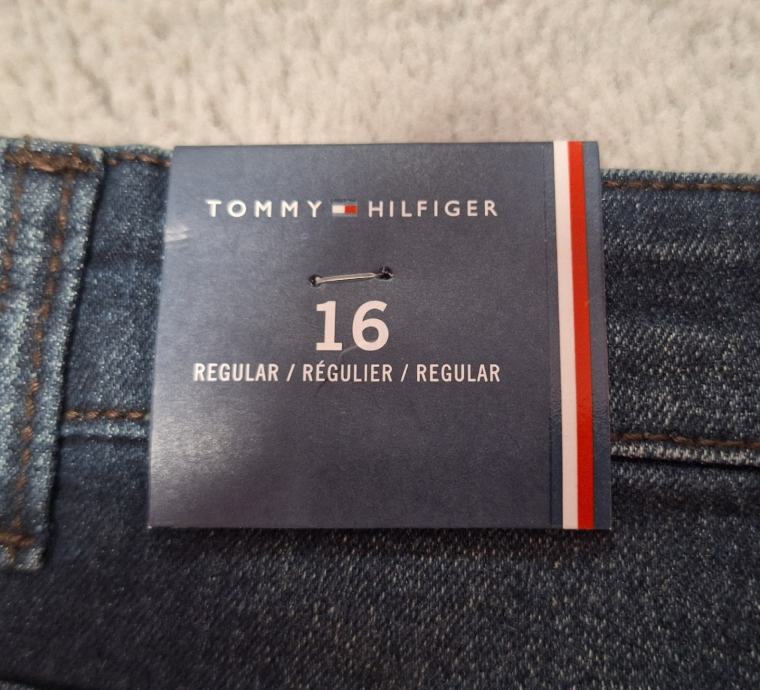 TOMMY HILFIGER
16
REGULAR / RÉGULIER / REGULAR